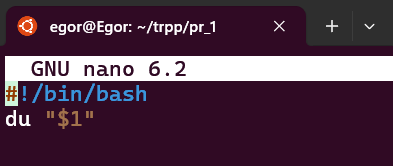 egor@Egor: ~/trpp/pr_1
GNU nano 6.2
#!/bin/bash
du "$1"